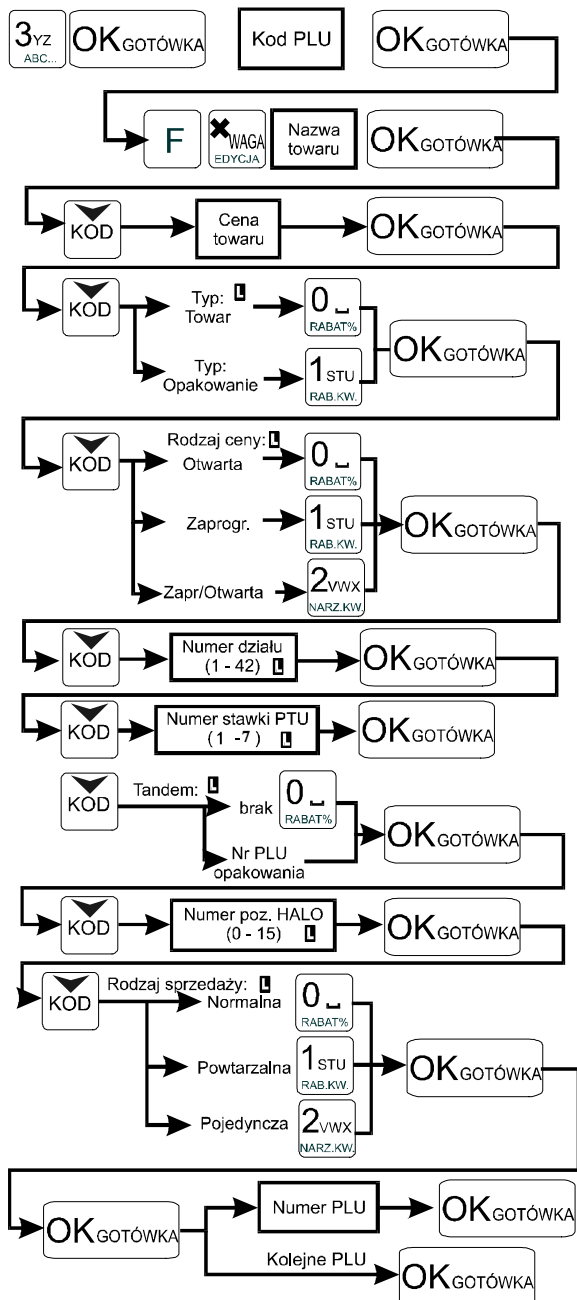 3YZ ABC... OK GOTÓWKA Kod PLU OK GOTÓWKA
F ✖ WAGA EDYCJA Nazwa towaru OK GOTÓWKA
KOD Cena towaru OK GOTÓWKA
KOD Typ: L Towar 0 ⎵ RABAT%
OK GOTÓWKA
Typ: Opakowanie 1STU RAB.KW.
Rodzaj ceny: L
KOD Otwarta 0 ⎵ RABAT%
Zaprogr. 1STU RAB.KW. OK GOTÓWKA
Zapr/Otwarta 2VWX NARZ.KW.
KOD Numer działu (1 - 42) L OK GOTÓWKA
KOD Numer stawki PTU (1 -7) L OK GOTÓWKA
KOD Tandem: L brak 0 ⎵ RABAT%
OK GOTÓWKA
Nr PLU opakowania
KOD Numer poz. HALO (0 - 15) L OK GOTÓWKA
Rodzaj sprzedaży: L
KOD Normalna 0 ⎵ RABAT%
Powtarzalna 1STU RAB.KW. OK GOTÓWKA
Pojedyncza 2VWX NARZ.KW.
OK GOTÓWKA Numer PLU OK GOTÓWKA
Kolejne PLU OK GOTÓWKA